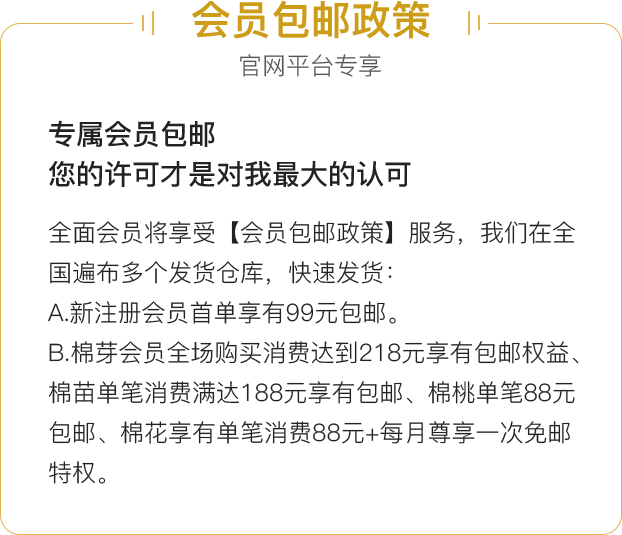 会员包邮政策
官网平台专享
专属会员包邮
您的许可才是对我最大的认可
全面会员将享受【会员包邮政策】服务，我们在全
国遍布多个发货仓库，快速发货：
A.新注册会员首单享有99元包邮。
B.棉芽会员全场购买消费达到218元享有包邮权益、
棉苗单笔消费满达188元享有包邮、棉桃单笔88元
包邮、棉花享有单笔消费88元+每月尊享一次免邮
特权。